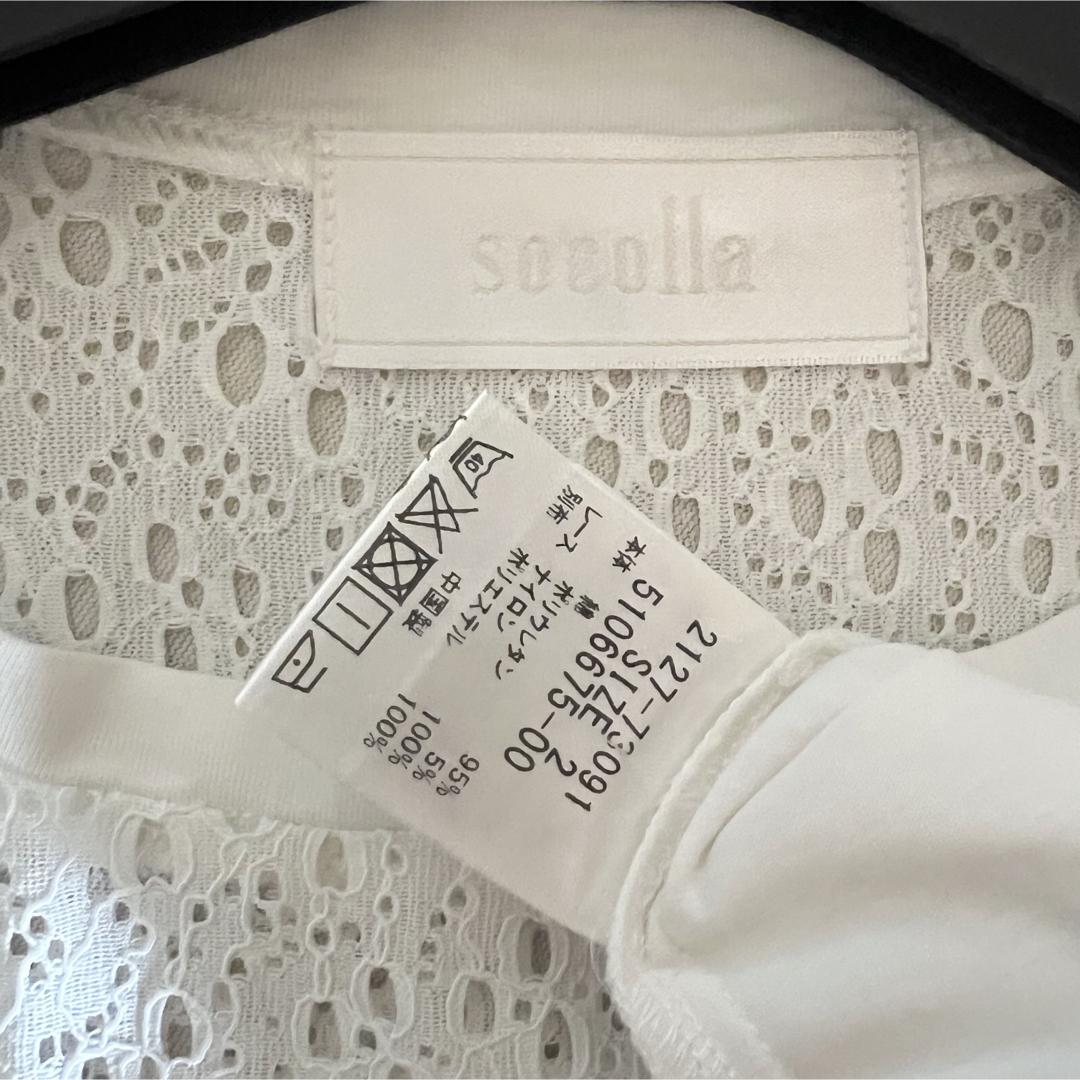 socolla
2127-73091
SIZE 2
5106675-00
本体 綿 95%
ポリウレタン 5%
レース ナイロン 100%
別布 ポリエステル 100%
中国製
40